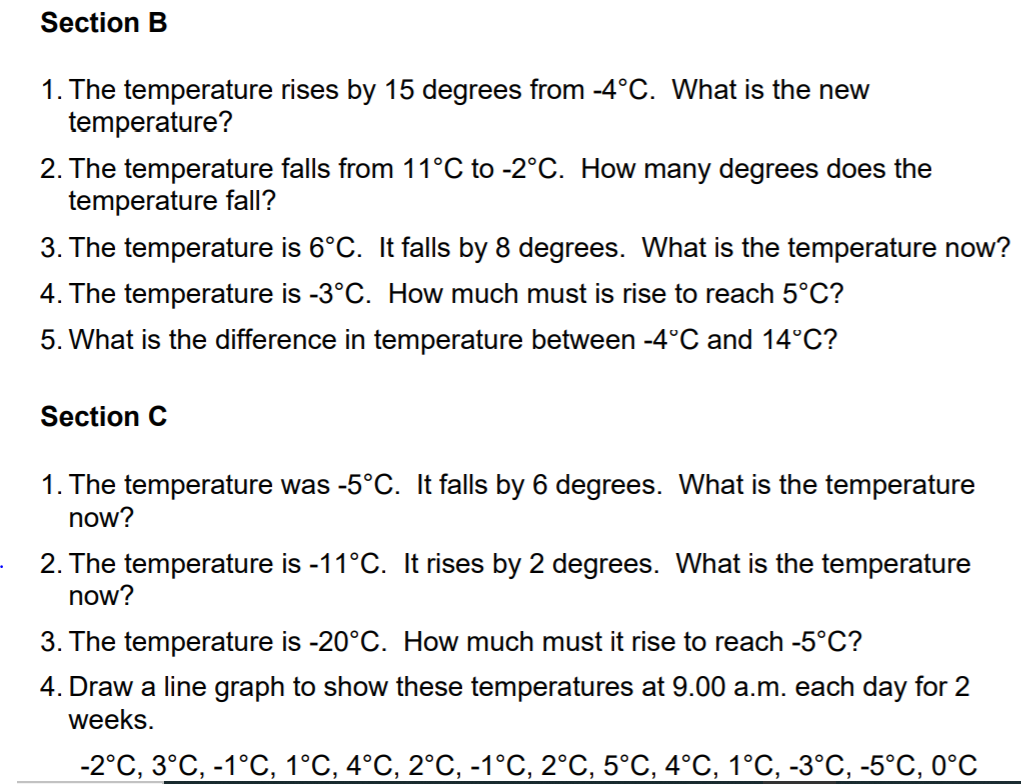 Section B
1. The temperature rises by 15 degrees from -4°C.  What is the new
temperature?
2. The temperature falls from 11°C to -2°C.  How many degrees does the
temperature fall?
3. The temperature is 6°C.  It falls by 8 degrees.  What is the temperature now?
4. The temperature is -3°C.  How much must is rise to reach 5°C?
5. What is the difference in temperature between -4°C and 14°C?
Section C
1. The temperature was -5°C.  It falls by 6 degrees.  What is the temperature
now?
2. The temperature is -11°C.  It rises by 2 degrees.  What is the temperature
now?
3. The temperature is -20°C.  How much must it rise to reach -5°C?
4. Draw a line graph to show these temperatures at 9.00 a.m. each day for 2
weeks.
-2°C, 3°C, -1°C, 1°C, 4°C, 2°C, -1°C, 2°C, 5°C, 4°C, 1°C, -3°C, -5°C, 0°C